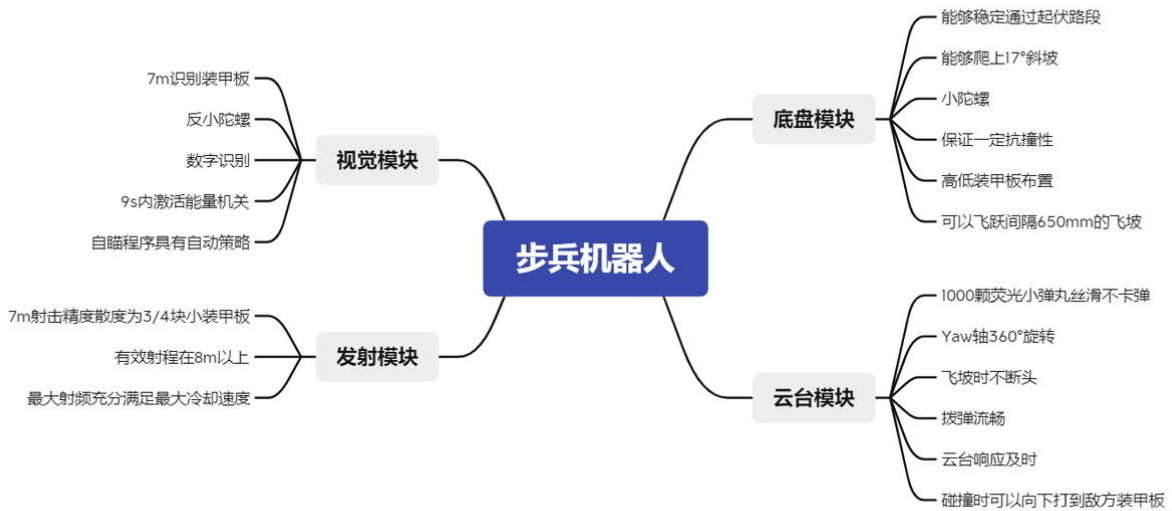 步兵机器人
视觉模块
7m识别装甲板
反小陀螺
数字识别
9s内激活能量机关
自瞄程序具有自动策略
发射模块
7m射击精度散度为3/4块小装甲板
有效射程在8m以上
最大射频充分满足最大冷却速度
底盘模块
能够稳定通过起伏路段
能够爬上17°斜坡
小陀螺
保证一定抗撞性
高低装甲板布置
可以飞跃间隔650mm的飞坡
云台模块
1000颗荧光小弹丸丝滑不卡弹
Yaw轴360°旋转
飞坡时不断头
拨弹流畅
云台响应及时
碰撞时可以向下打到敌方装甲板